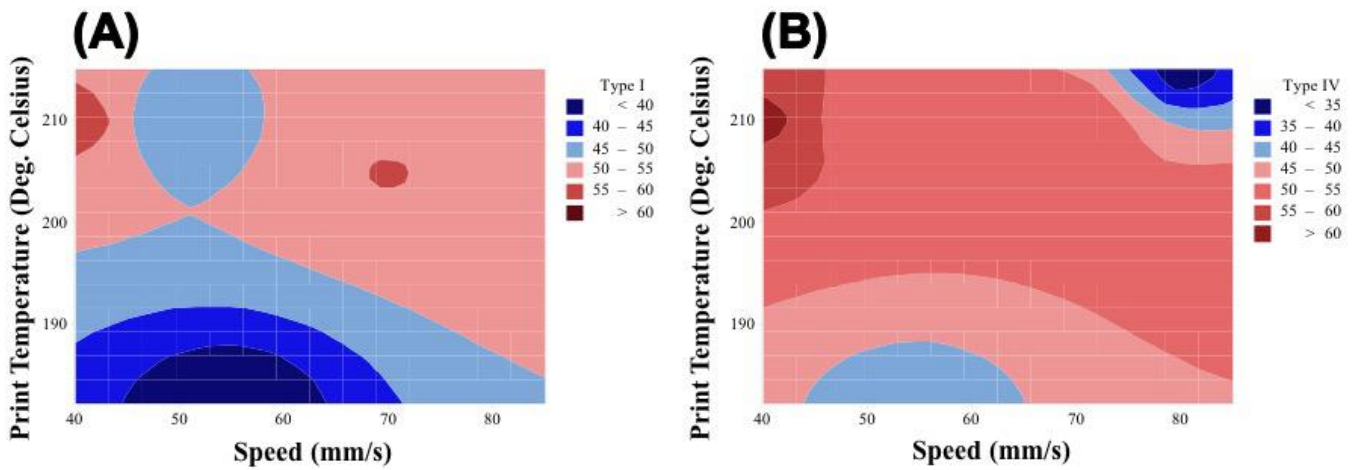 (A)
Print Temperature (Deg. Celsius)
210
200
190
40 50 60 70 80
Speed (mm/s)
Type I
< 40
40 – 45
45 – 50
50 – 55
55 – 60
> 60
(B)
Print Temperature (Deg. Celsius)
210
200
190
40 50 60 70 80
Speed (mm/s)
Type IV
< 35
35 – 40
40 – 45
45 – 50
50 – 55
55 – 60
> 60